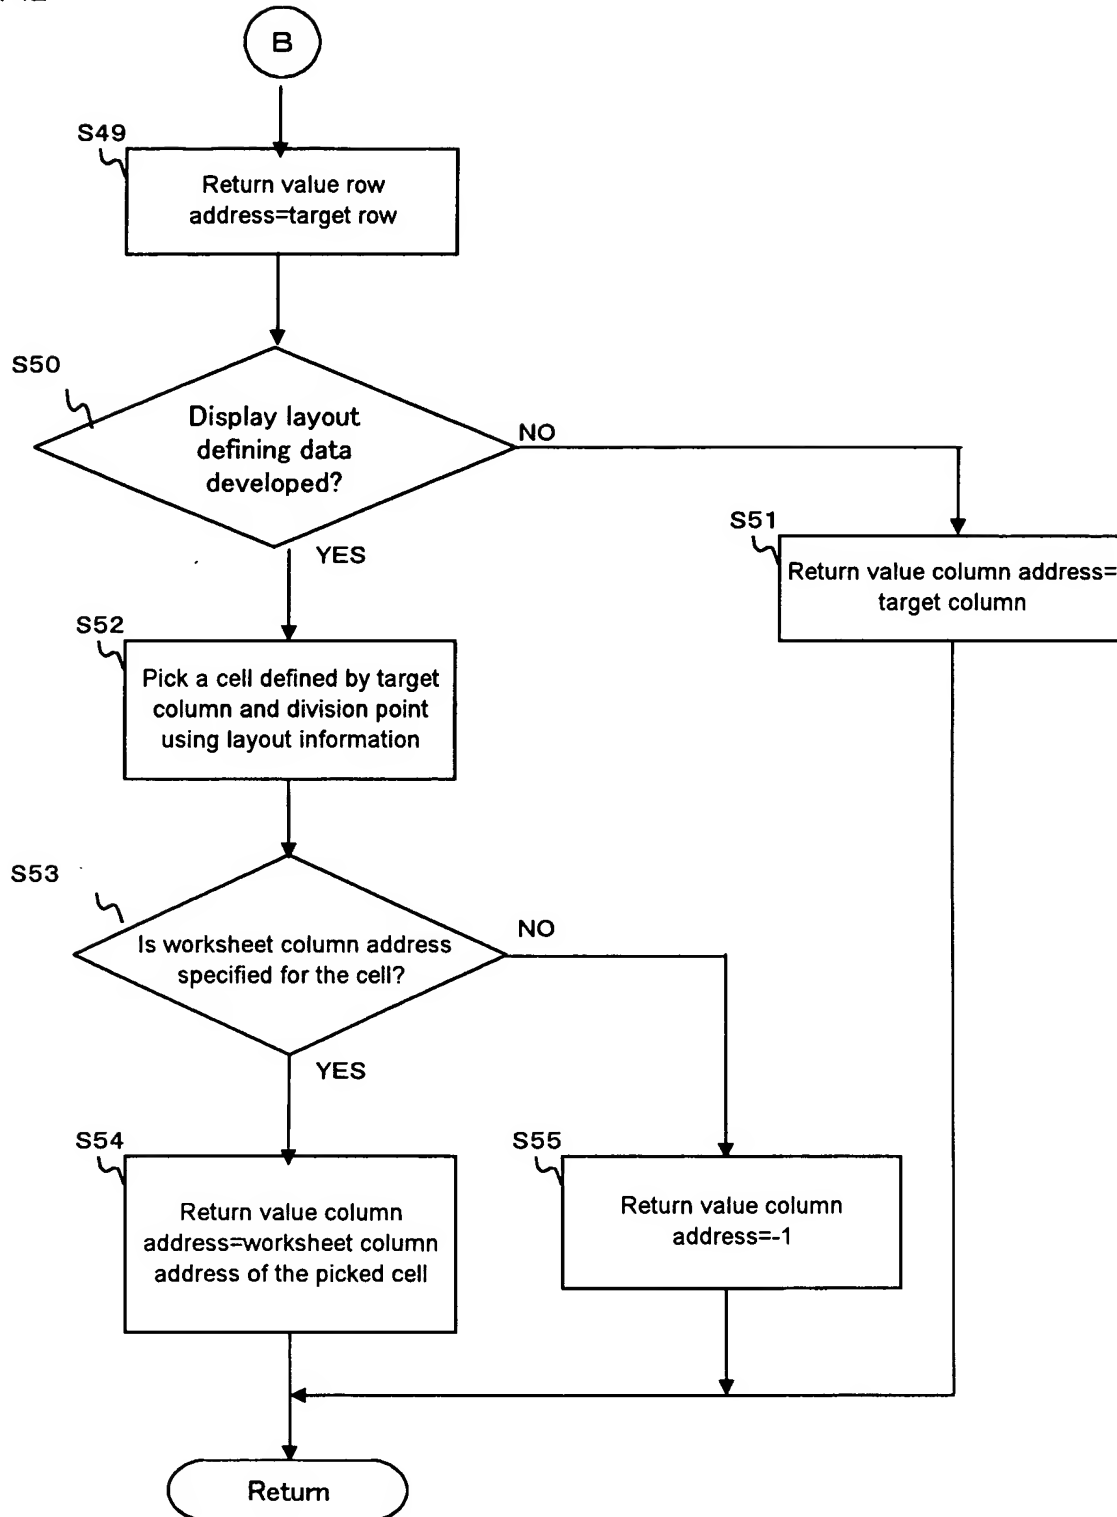 B
S49
Return value row
address=target row
S50
Display layout
defining data
developed?
NO
YES
S51
Return value column address=
target column
S52
Pick a cell defined by target
column and division point
using layout information
S53
Is worksheet column address
specified for the cell?
NO
YES
S54
Return value column
address=worksheet column
address of the picked cell
S55
Return value column
address=-1
Return